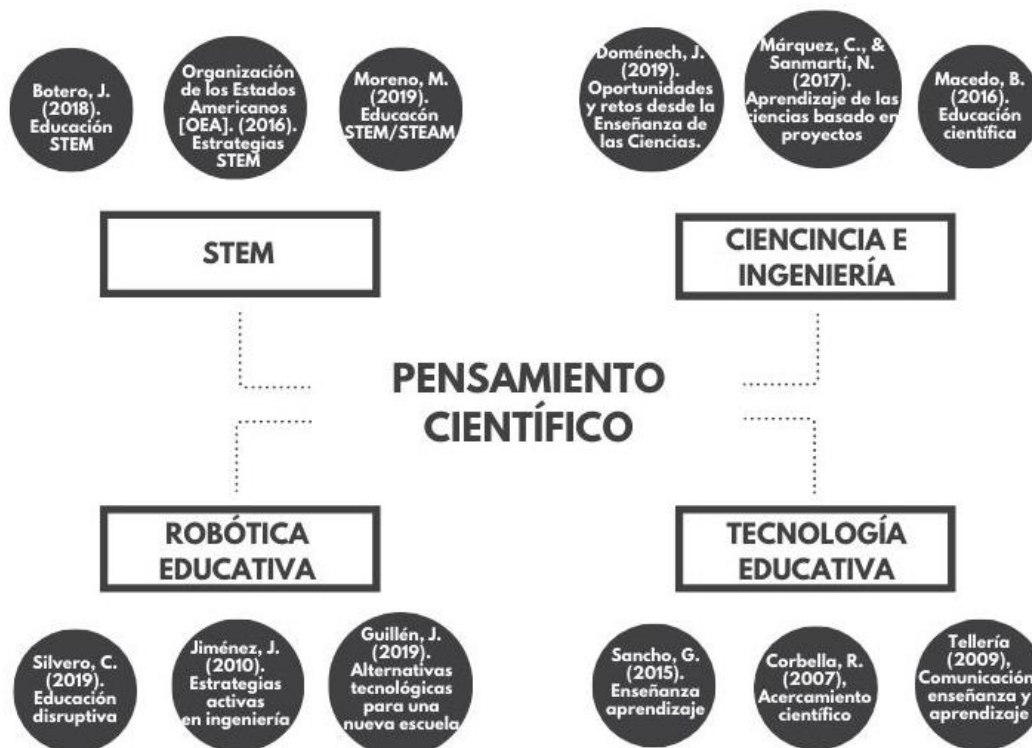 Botero, J.
(2018).
Educación
STEM
Organización
de los Estados
Americanos
[OEA]. (2016).
Estrategias
STEM
Moreno, M.
(2019).
Educacón
STEM/STEAM
Doménech, J.
(2019).
Oportunidades
y retos desde la
Enseñanza de
las Ciencias.
Márquez, C., &
Sanmartí, N.
(2017).
Aprendizaje de las
ciencias basado en
proyectos
Macedo, B.
(2016).
Educación
científica
STEM
CIENCINCIA E
INGENIERÍA
PENSAMIENTO
CIENTÍFICO
ROBÓTICA
EDUCATIVA
TECNOLOGÍA
EDUCATIVA
Silvero, C.
(2019).
Educación
disruptiva
Jiménez, J.
(2010).
Estrategias
activas
en ingeniería
Guillén, J.
(2019).
Alternativas
tecnológicas
para una
nueva escuela
Sancho, G.
(2015).
Enseñanza
aprendizaje
Corbella, R.
(2007),
Acercamiento
científico
Tellería
(2009),
Comunicación,
enseñanza y
aprendizaje